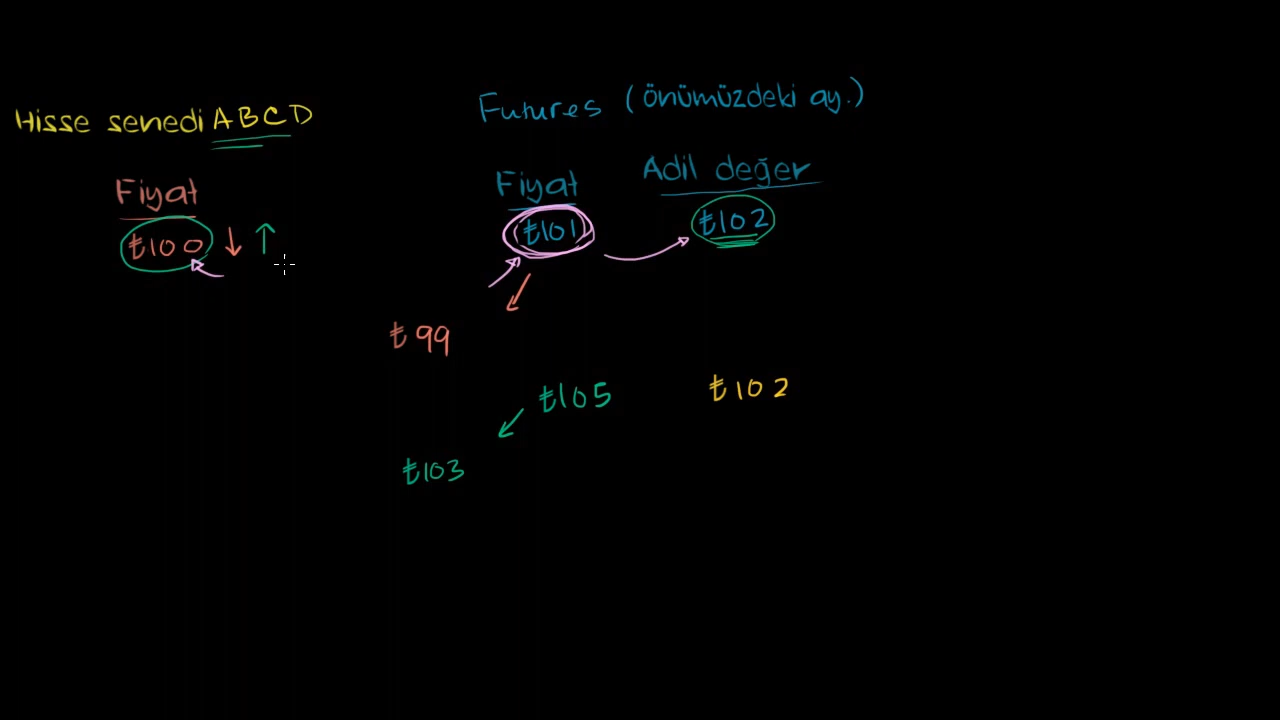 Hisse senedi ABCD
Fiyat
₺100
Futures (önümüzdeki ay.)
Fiyat
Adil değer
₺101
₺102
₺99
₺105
₺102
₺103